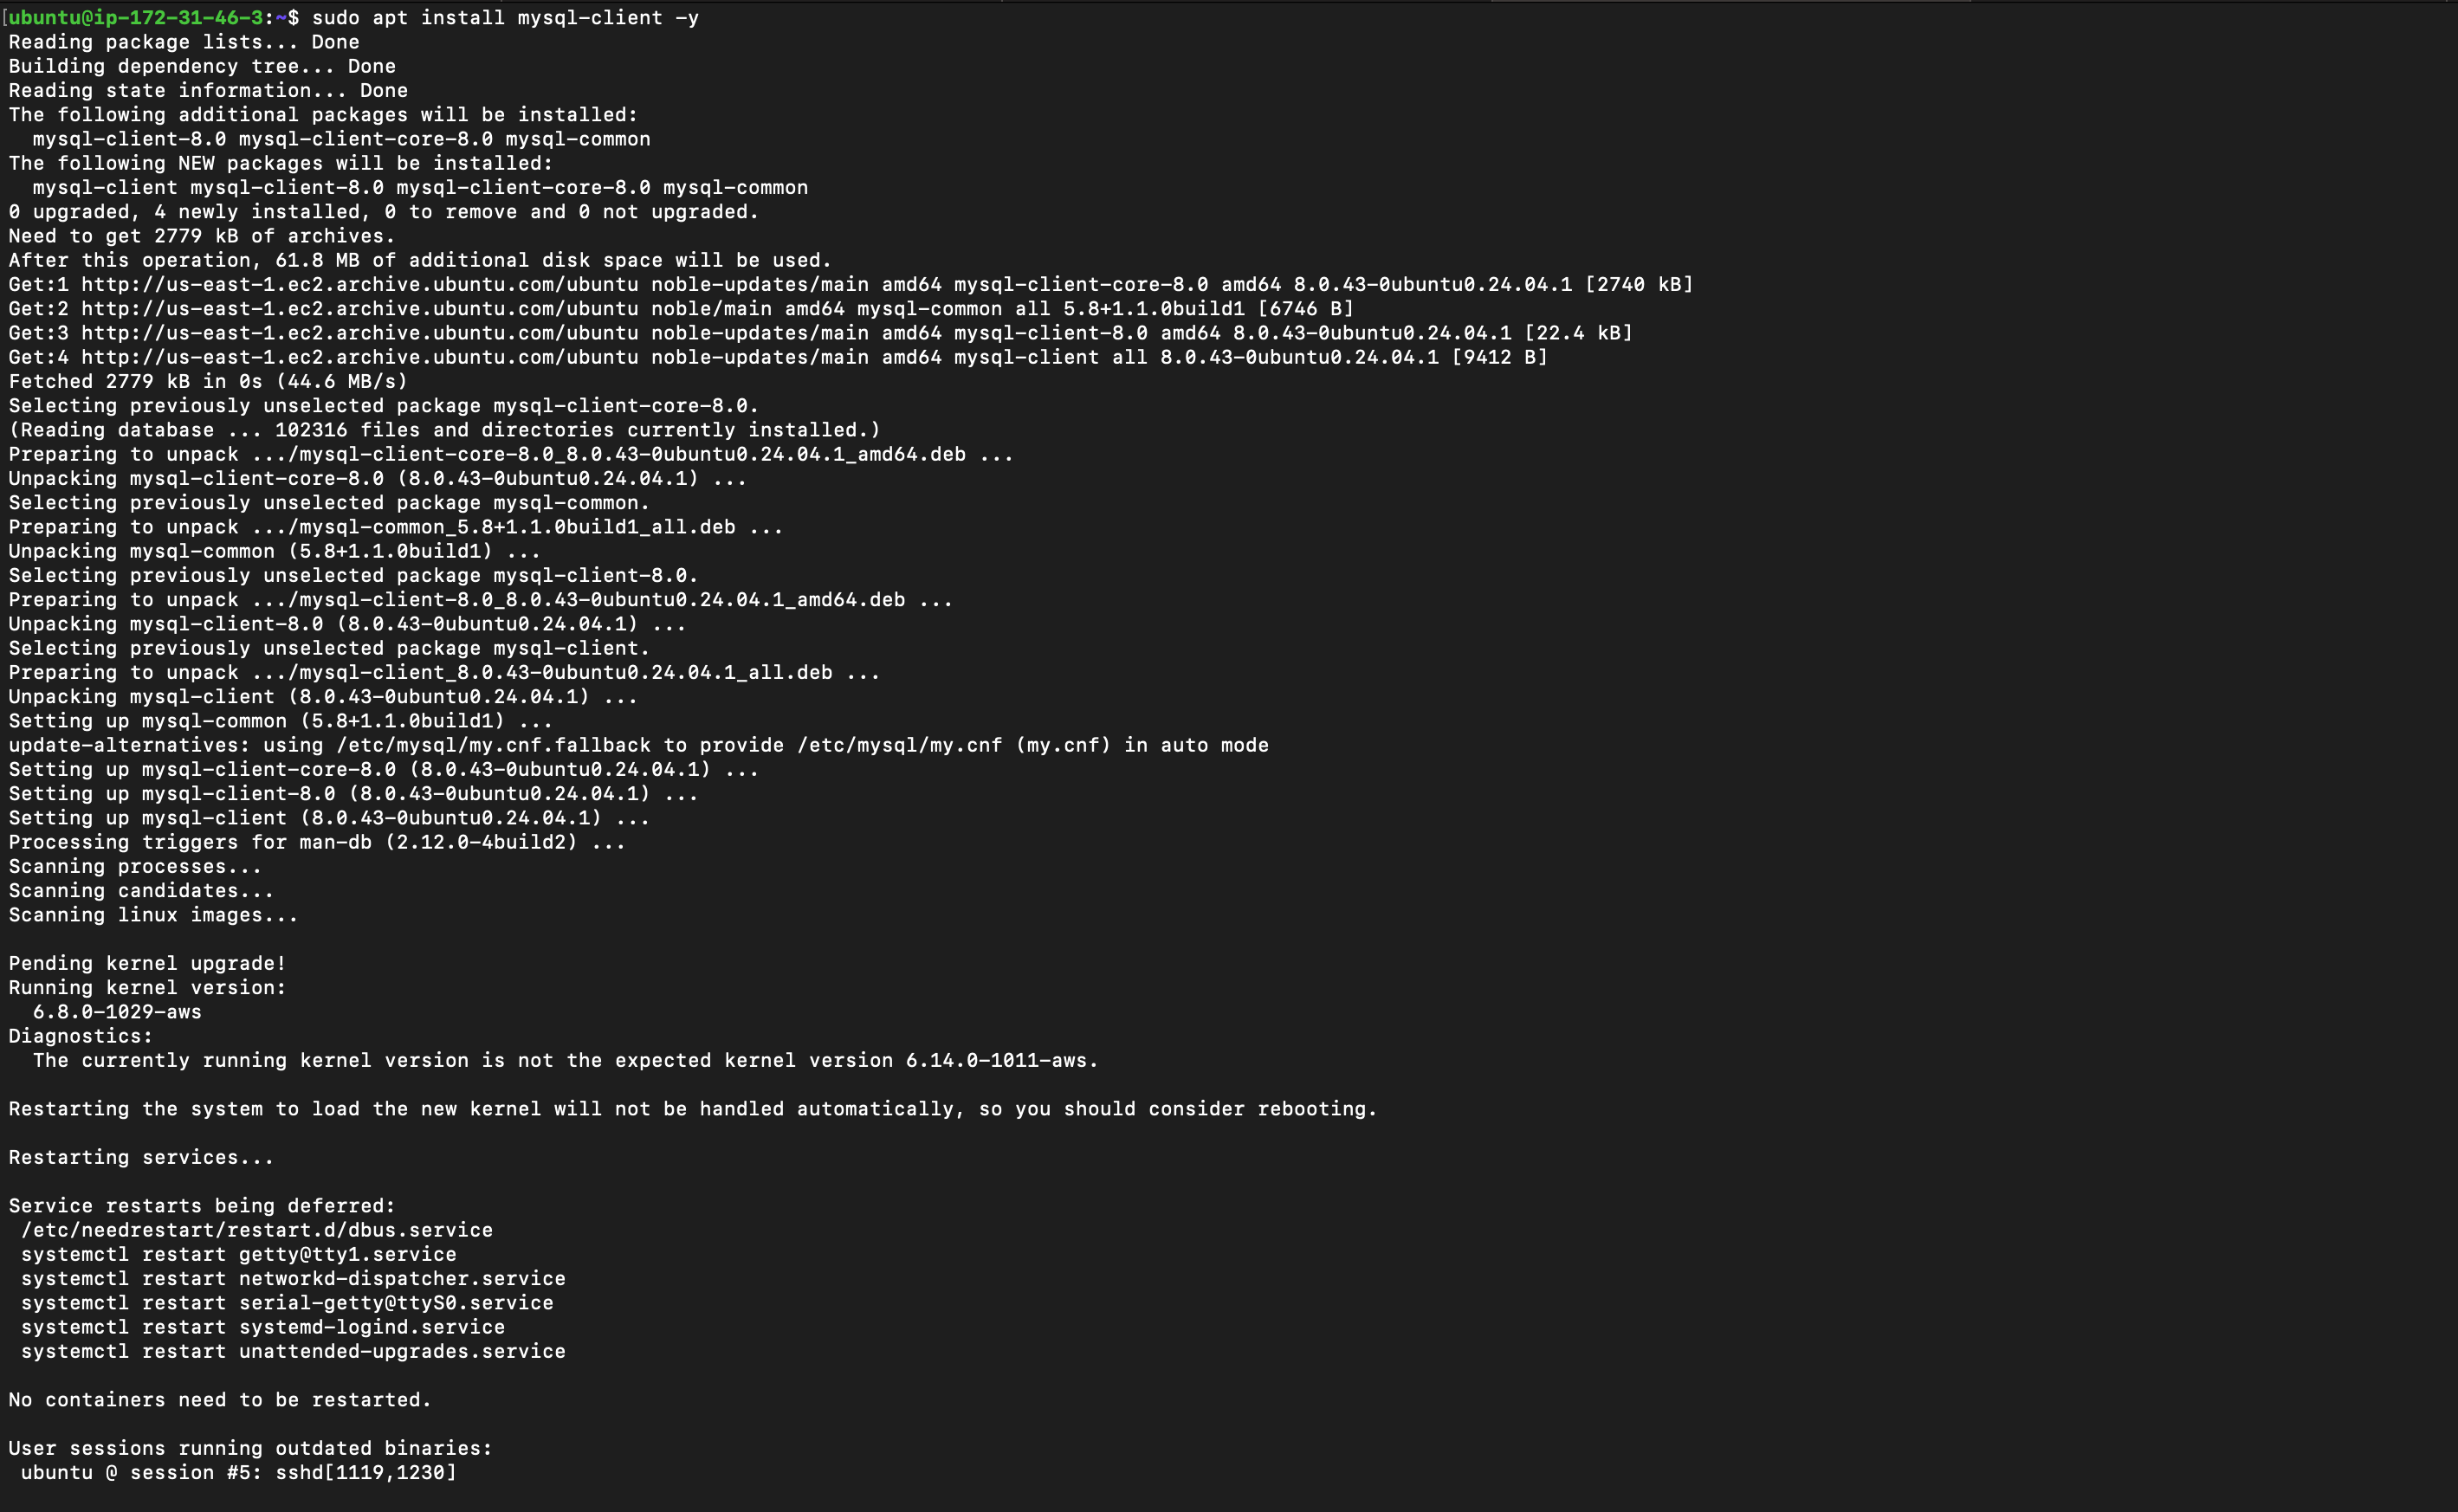 [ubuntu@ip-172-31-46-3:~$ sudo apt install mysql-client -y
Reading package lists... Done
Building dependency tree... Done
Reading state information... Done
The following additional packages will be installed:
  mysql-client-8.0 mysql-client-core-8.0 mysql-common
The following NEW packages will be installed:
  mysql-client mysql-client-8.0 mysql-client-core-8.0 mysql-common
0 upgraded, 4 newly installed, 0 to remove and 0 not upgraded.
Need to get 2779 kB of archives.
After this operation, 61.8 MB of additional disk space will be used.
Get:1 http://us-east-1.ec2.archive.ubuntu.com/ubuntu noble-updates/main amd64 mysql-client-core-8.0 amd64 8.0.43-0ubuntu0.24.04.1 [2740 kB]
Get:2 http://us-east-1.ec2.archive.ubuntu.com/ubuntu noble/main amd64 mysql-common all 5.8+1.1.0build1 [6746 B]
Get:3 http://us-east-1.ec2.archive.ubuntu.com/ubuntu noble-updates/main amd64 mysql-client-8.0 amd64 8.0.43-0ubuntu0.24.04.1 [22.4 kB]
Get:4 http://us-east-1.ec2.archive.ubuntu.com/ubuntu noble-updates/main amd64 mysql-client all 8.0.43-0ubuntu0.24.04.1 [9412 B]
Fetched 2779 kB in 0s (44.6 MB/s)
Selecting previously unselected package mysql-client-core-8.0.
(Reading database ... 102316 files and directories currently installed.)
Preparing to unpack .../mysql-client-core-8.0_8.0.43-0ubuntu0.24.04.1_amd64.deb ...
Unpacking mysql-client-core-8.0 (8.0.43-0ubuntu0.24.04.1) ...
Selecting previously unselected package mysql-common.
Preparing to unpack .../mysql-common_5.8+1.1.0build1_all.deb ...
Unpacking mysql-common (5.8+1.1.0build1) ...
Selecting previously unselected package mysql-client-8.0.
Preparing to unpack .../mysql-client-8.0_8.0.43-0ubuntu0.24.04.1_amd64.deb ...
Unpacking mysql-client-8.0 (8.0.43-0ubuntu0.24.04.1) ...
Selecting previously unselected package mysql-client.
Preparing to unpack .../mysql-client_8.0.43-0ubuntu0.24.04.1_all.deb ...
Unpacking mysql-client (8.0.43-0ubuntu0.24.04.1) ...
Setting up mysql-common (5.8+1.1.0build1) ...
update-alternatives: using /etc/mysql/my.cnf.fallback to provide /etc/mysql/my.cnf (my.cnf) in auto mode
Setting up mysql-client-core-8.0 (8.0.43-0ubuntu0.24.04.1) ...
Setting up mysql-client-8.0 (8.0.43-0ubuntu0.24.04.1) ...
Setting up mysql-client (8.0.43-0ubuntu0.24.04.1) ...
Processing triggers for man-db (2.12.0-4build2) ...
Scanning processes...
Scanning candidates...
Scanning linux images...

Pending kernel upgrade!
Running kernel version:
  6.8.0-1029-aws
Diagnostics:
  The currently running kernel version is not the expected kernel version 6.14.0-1011-aws.

Restarting the system to load the new kernel will not be handled automatically, so you should consider rebooting.

Restarting services...

Service restarts being deferred:
 /etc/needrestart/restart.d/dbus.service
 systemctl restart getty@tty1.service
 systemctl restart networkd-dispatcher.service
 systemctl restart serial-getty@ttyS0.service
 systemctl restart systemd-logind.service
 systemctl restart unattended-upgrades.service

No containers need to be restarted.

User sessions running outdated binaries:
 ubuntu @ session #5: sshd[1119,1230]